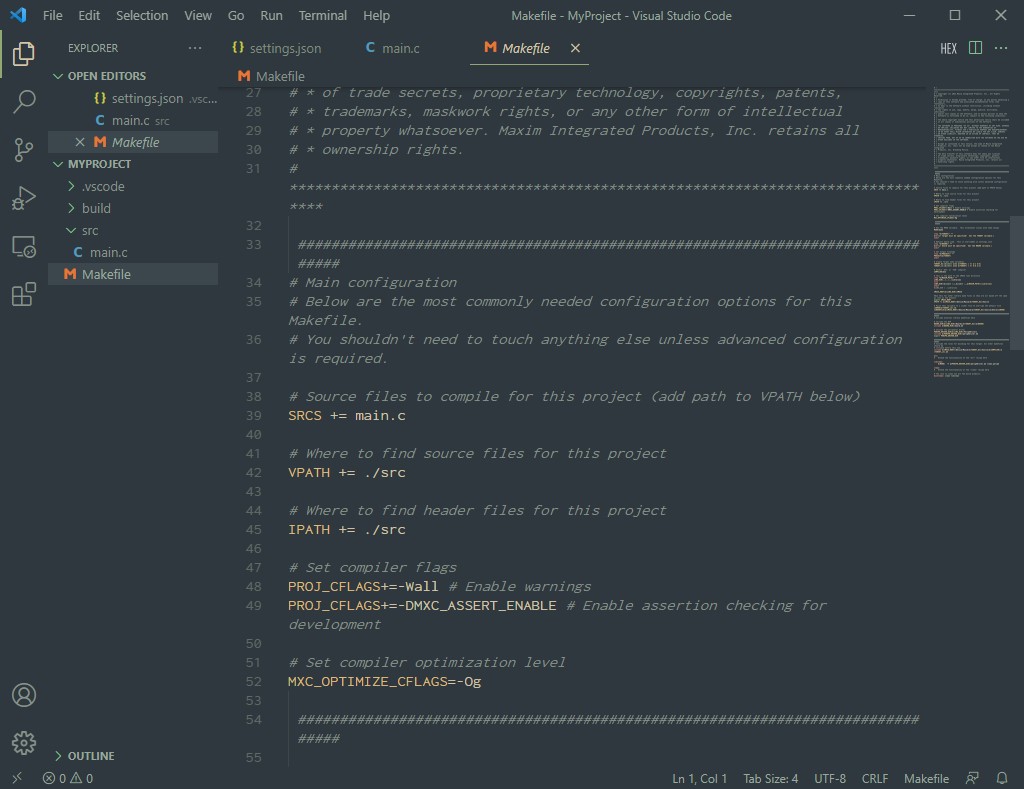 File Edit Selection View Go Run Terminal Help Makefile - MyProject - Visual Studio Code
EXPLORER ···
OPEN EDITORS
{} settings.json .vsc...
C main.c src
M Makefile
MYPROJECT
.vscode
build
src
C main.c
M Makefile
OUTLINE
{} settings.json C main.c M Makefile HEX ···
M Makefile
27 # * of trade secrets, proprietary technology, copyrights, patents,
28 # * trademarks, maskwork rights, or any other form of intellectual
29 # * property whatsoever. Maxim Integrated Products, Inc. retains all
30 # * ownership rights.
31 #
***************************************************************************
****
32
33 ##########################################################################
#####
34 # Main configuration
35 # Below are the most commonly needed configuration options for this
Makefile.
36 # You shouldn't need to touch anything else unless advanced configuration
is required.
37
38 # Source files to compile for this project (add path to VPATH below)
39 SRCS += main.c
40
41 # Where to find source files for this project
42 VPATH += ./src
43
44 # Where to find header files for this project
45 IPATH += ./src
46
47 # Set compiler flags
48 PROJ_CFLAGS+=-Wall # Enable warnings
49 PROJ_CFLAGS+=-DMXC_ASSERT_ENABLE # Enable assertion checking for
development
50
51 # Set compiler optimization level
52 MXC_OPTIMIZE_CFLAGS=-Og
53
54 ##########################################################################
#####
55
0 0 Ln 1, Col 1 Tab Size: 4 UTF-8 CRLF Makefile